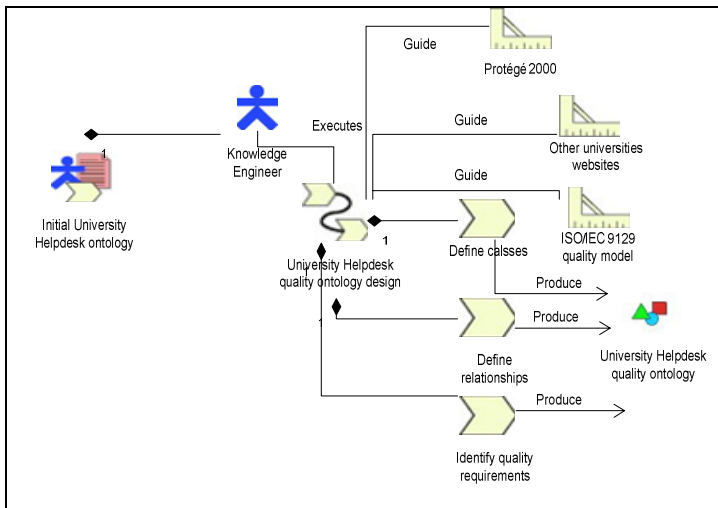 Guide
Protégé 2000
Executes
Guide
Other universities
websites
1
Knowledge
Engineer
Guide
Initial University
Helpdesk ontology
ISO/IEC 9129
quality model
1
Define calsses
University Helpdesk
quality ontology design
1
Produce
1
Produce
University Helpdesk
quality ontology
Define
relationships
Produce
Identify quality
requirements